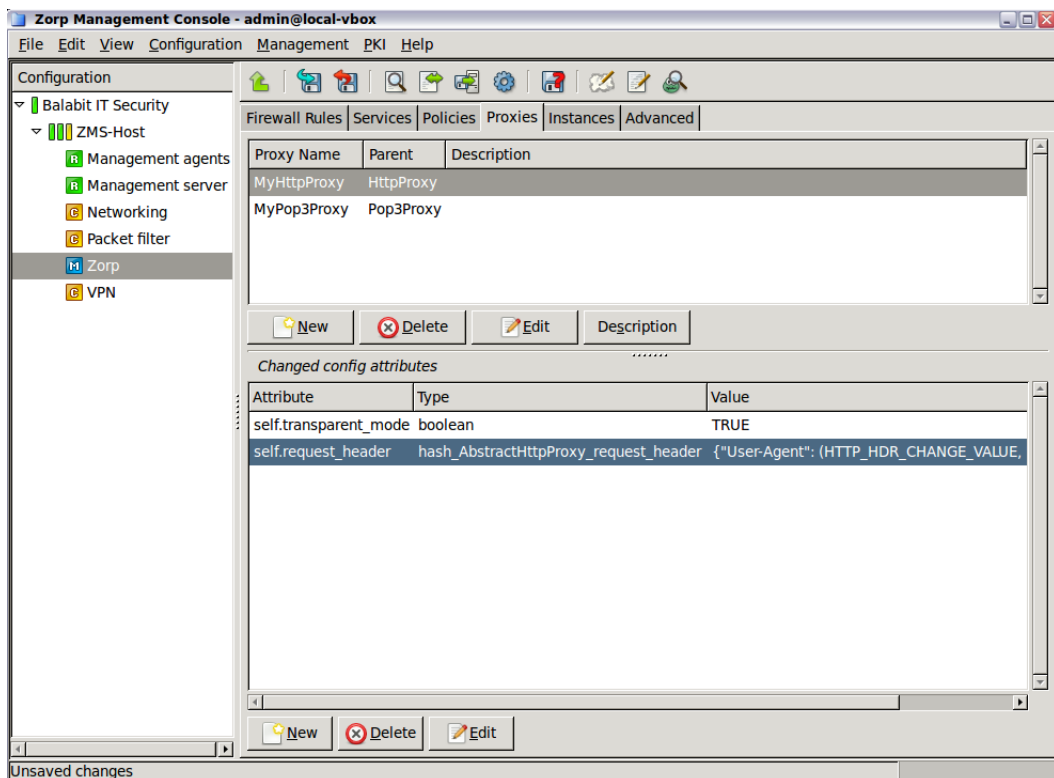 Zorp Management Console - admin@local-vbox
File Edit View Configuration Management PKI Help
Configuration
Balabit IT Security
ZMS-Host
R Management agents
R Management server
C Networking
C Packet filter
M Zorp
C VPN
Firewall Rules Services Policies Proxies Instances Advanced
Proxy Name Parent Description
MyHttpProxy HttpProxy
MyPop3Proxy Pop3Proxy
New Delete Edit Description
Changed config attributes
Attribute Type Value
self.transparent_mode boolean TRUE
self.request_header hash_AbstractHttpProxy_request_header {"User-Agent": (HTTP_HDR_CHANGE_VALUE,
New Delete Edit
Unsaved changes